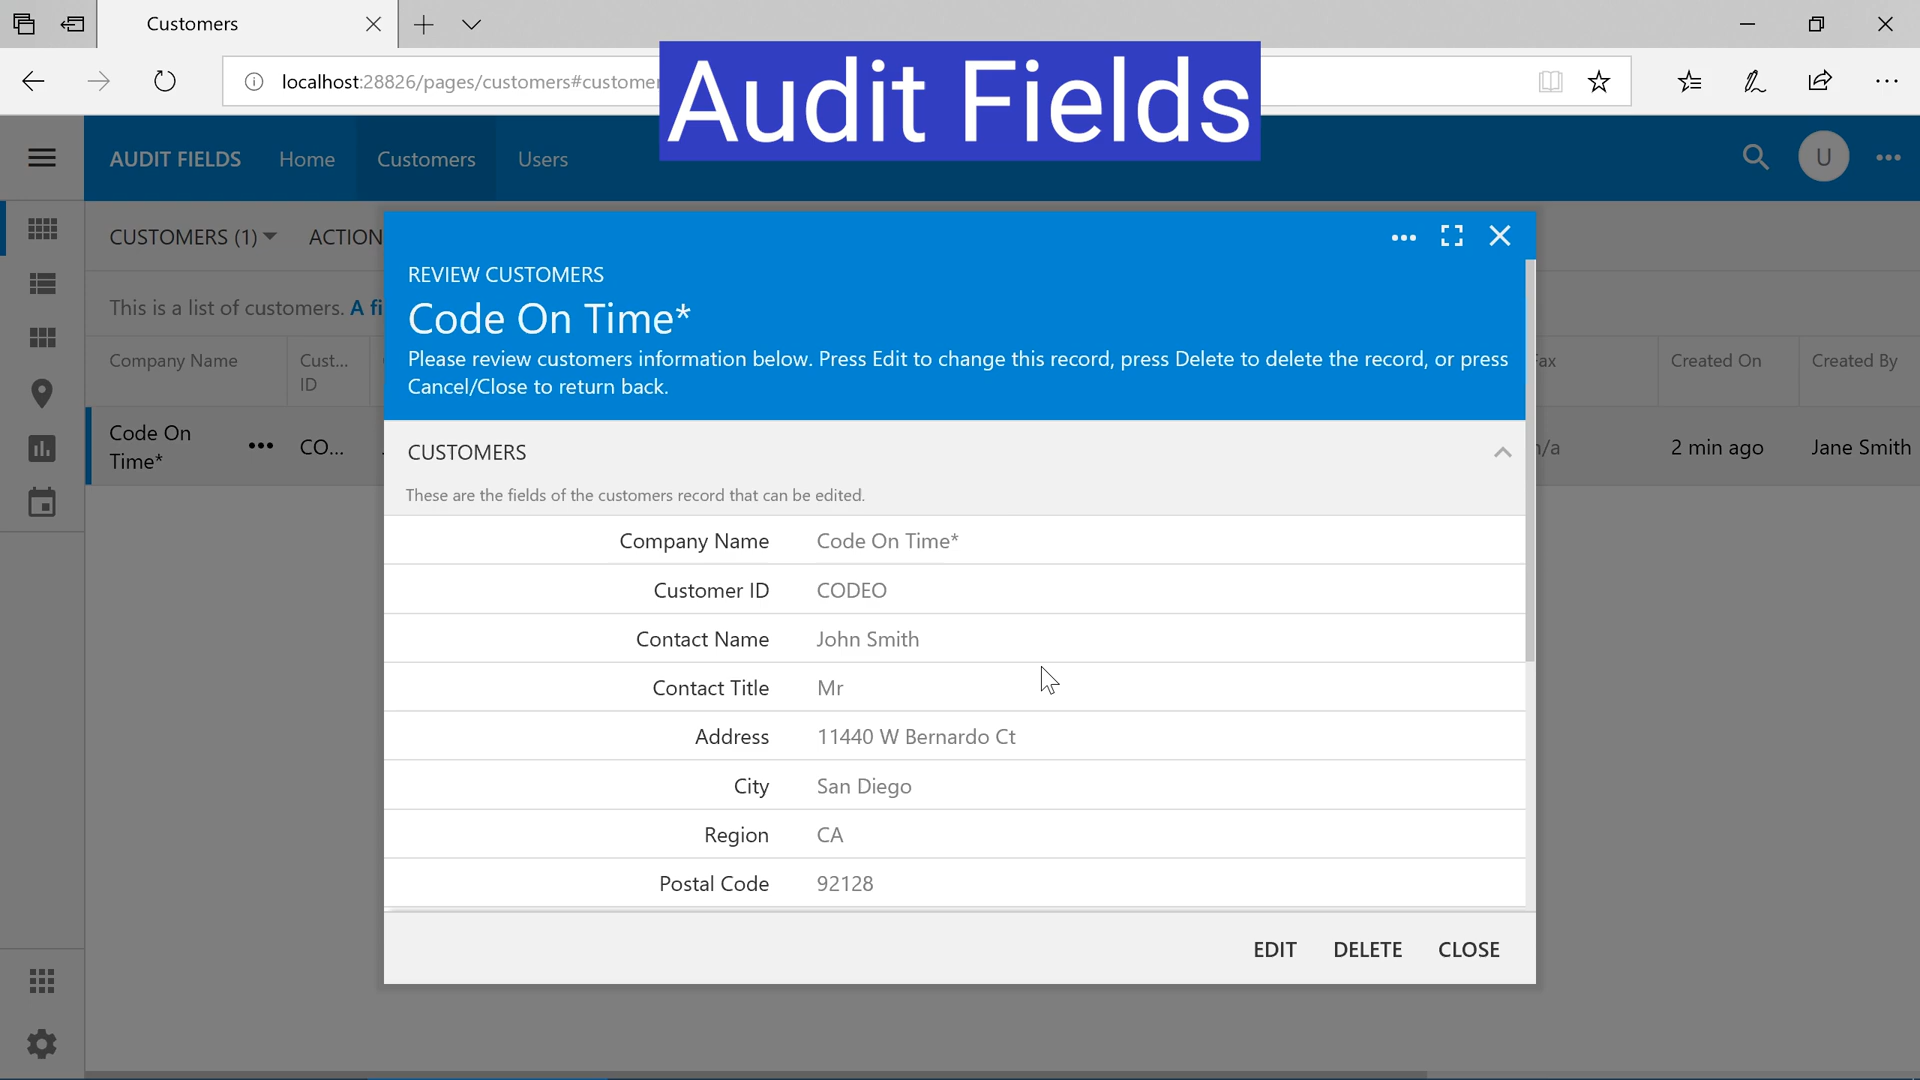 Customers
localhost:28826/pages/customers#customer
Audit Fields
AUDIT FIELDS Home Customers Users
U
CUSTOMERS (1) ACTION
This is a list of customers. A fi
Company Name Cust... ID Created On Created By
Code On Time* CO... n/a 2 min ago Jane Smith
REVIEW CUSTOMERS
Code On Time*
Please review customers information below. Press Edit to change this record, press Delete to delete the record, or press
Cancel/Close to return back.
CUSTOMERS
These are the fields of the customers record that can be edited.
Company Name Code On Time*
Customer ID CODEO
Contact Name John Smith
Contact Title Mr
Address 11440 W Bernardo Ct
City San Diego
Region CA
Postal Code 92128
EDIT DELETE CLOSE